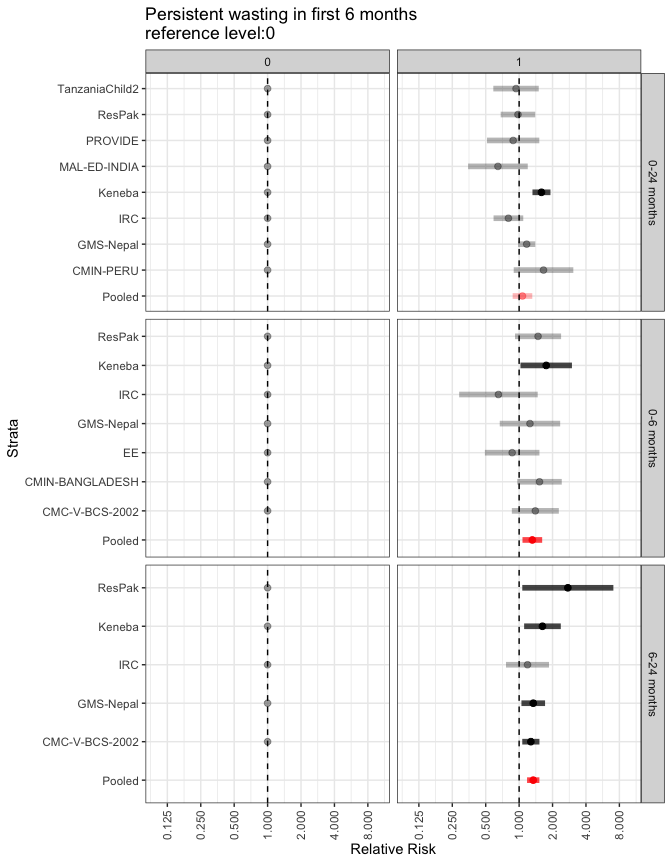 Persistent wasting in first 6 months
reference level:0
0
1
TanzaniaChild2
ResPak
PROVIDE
MAL-ED-INDIA
Keneba
IRC
GMS-Nepal
CMIN-PERU
Pooled
0-24 months
ResPak
Keneba
IRC
GMS-Nepal
EE
CMIN-BANGLADESH
CMC-V-BCS-2002
Pooled
0-6 months
ResPak
Keneba
IRC
GMS-Nepal
CMC-V-BCS-2002
Pooled
6-24 months
Strata
0.125 0.250 0.500 1.000 2.000 4.000 8.000
0.125 0.250 0.500 1.000 2.000 4.000 8.000
Relative Risk